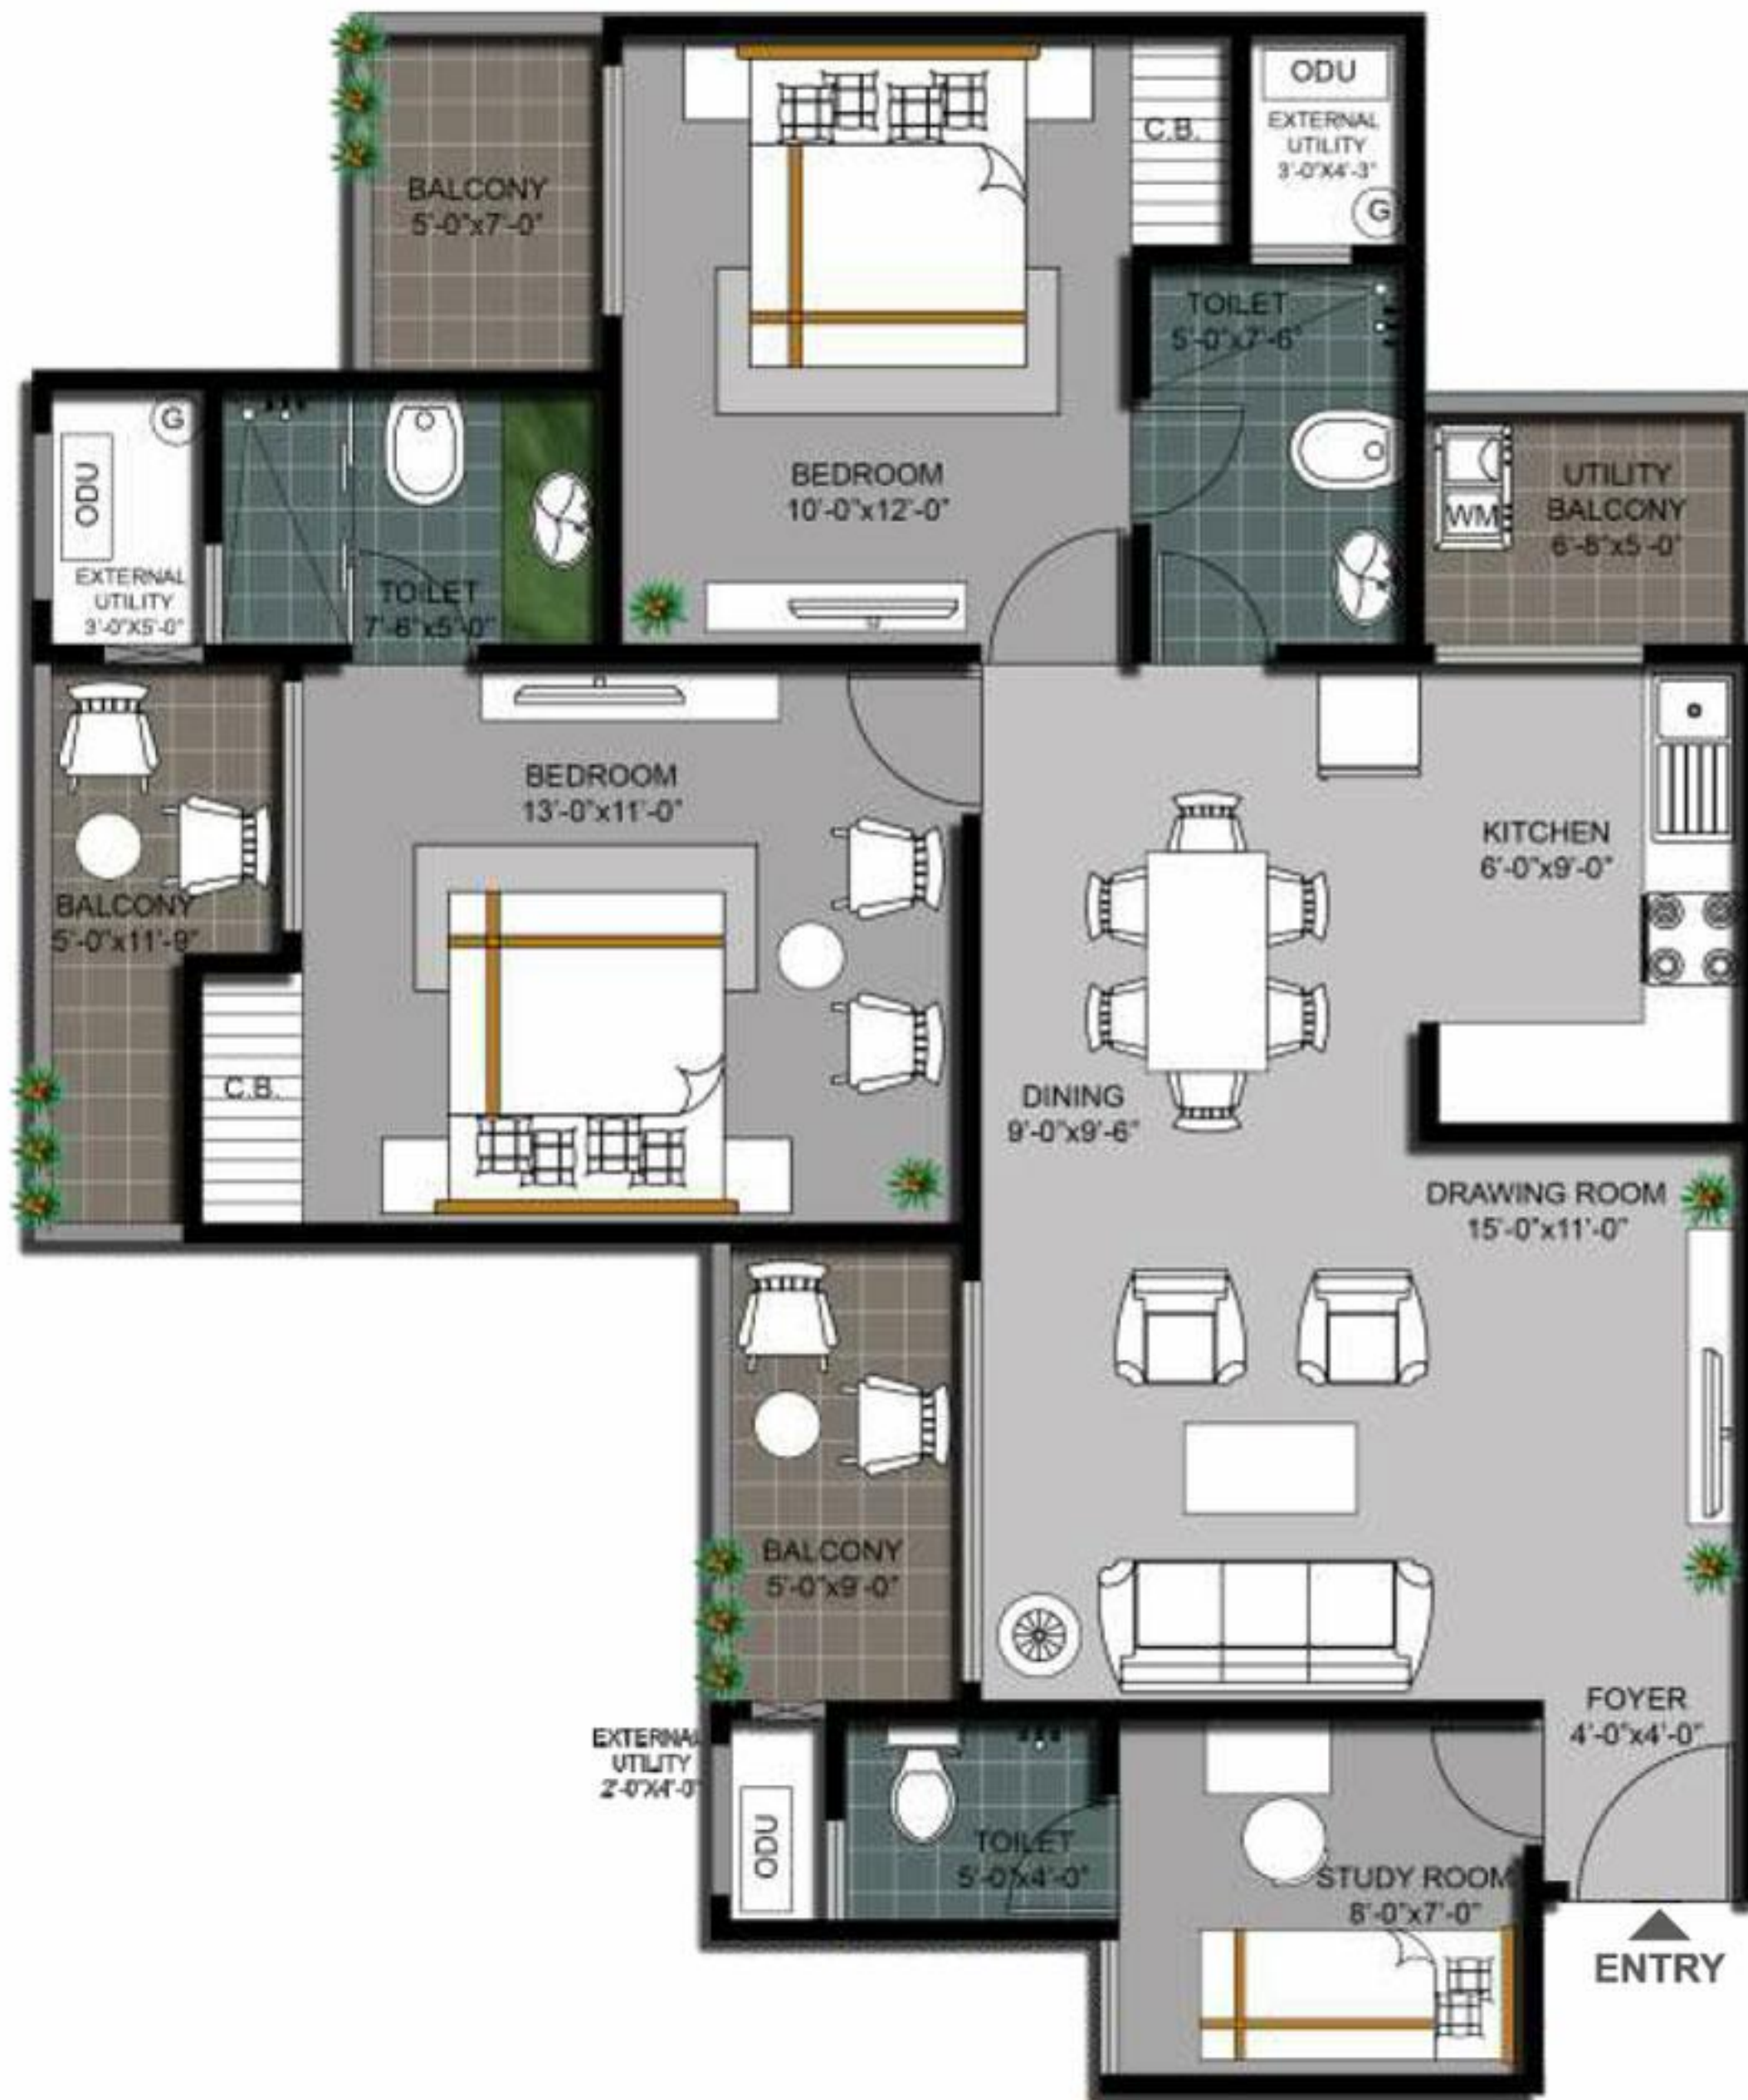 ODU
EXTERNAL
UTILITY
3'-0"X4'-3"
G
C.B.
BALCONY
5'-0"x7'-0"
TOILET
5'-0"x7'-6"
G
ODU
EXTERNAL
UTILITY
3'-0"X5'-0"
TOILET
7'-6"x5'-0"
BEDROOM
10'-0"x12'-0"
WM
UTILITY
BALCONY
6'-8"x5'-0"
BEDROOM
13'-0"x11'-0"
KITCHEN
6'-0"x9'-0"
BALCONY
5'-0"x11'-9"
C.B.
DINING
9'-0"x9'-6"
DRAWING ROOM
15'-0"x11'-0"
BALCONY
5'-0"x9'-0"
FOYER
4'-0"x4'-0"
EXTERNAL
UTILITY
2'-0"X4'-0"
ODU
TOILET
5'-0"x4'-0"
STUDY ROOM
8'-0"x7'-0"
ENTRY